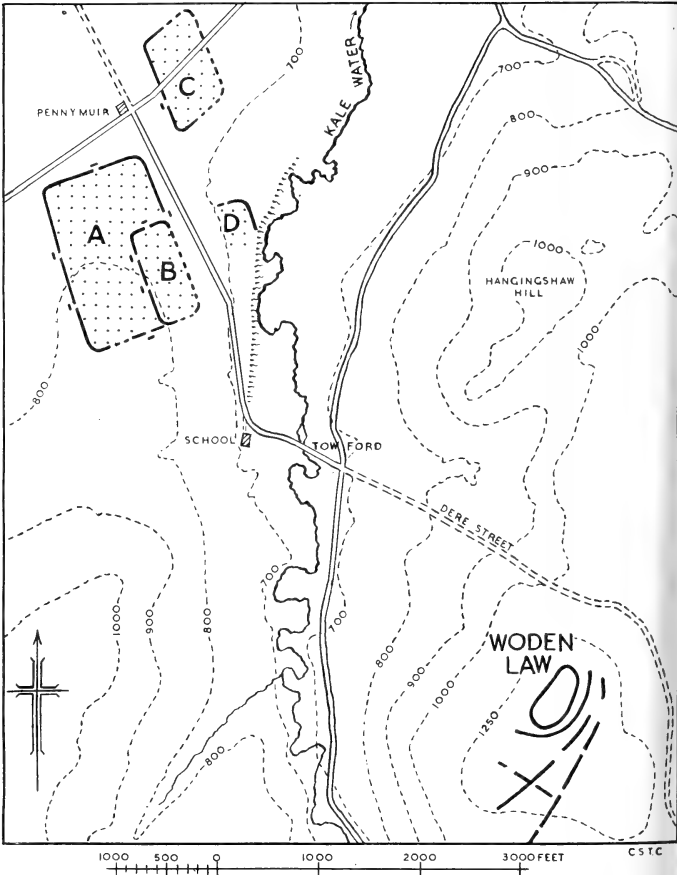 700
C
KALE WATER
700
PENNYMUIR
800
900
A
D
B
1000
HANGINGSHAW
HILL
1000
800
SCHOOL
TOW FORD
DERE STREET
700
700
1000
900
800
800
900
1000
1250
WODEN
LAW
800
1000 500 0 1000 2000 3000 FEET
C S T.C